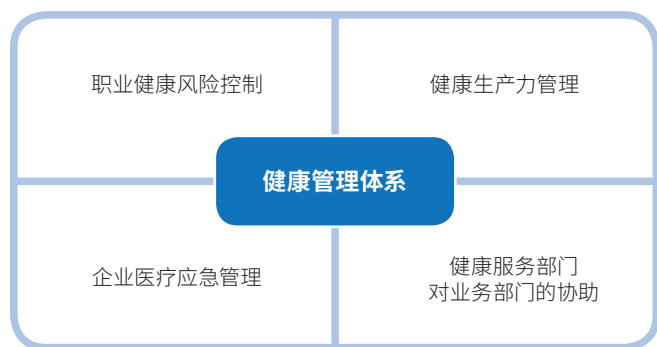 职业健康风险控制
健康生产力管理
健康管理体系
企业医疗应急管理
健康服务部门
对业务部门的协助